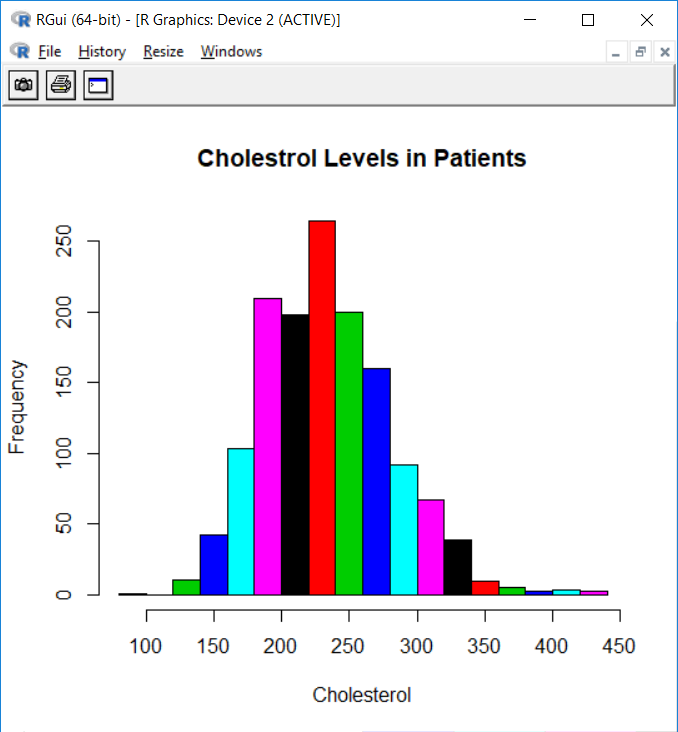 RGui (64-bit) - [R Graphics: Device 2 (ACTIVE)]
File History Resize Windows
Cholestrol Levels in Patients
Frequency
250
200
150
100
50
0
100 150 200 250 300 350 400 450
Cholesterol